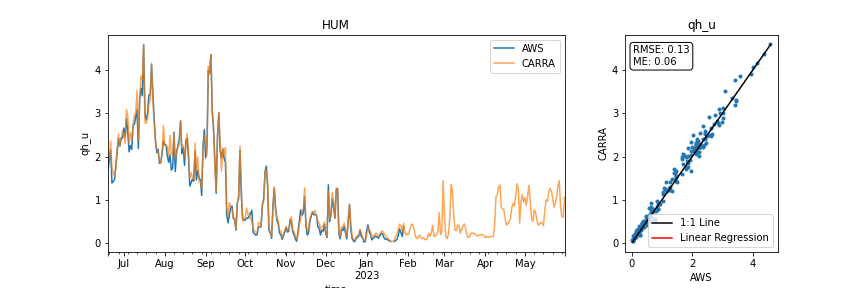 HUM
qh_u
4
3
2
1
0
qh_u
AWS
CARRA
Jul Aug Sep Oct Nov Dec Jan Feb Mar Apr May
2023
time
qh_u
4
3
2
1
0
CARRA
RMSE: 0.13
ME: 0.06
1:1 Line
Linear Regression
0 2 4
AWS